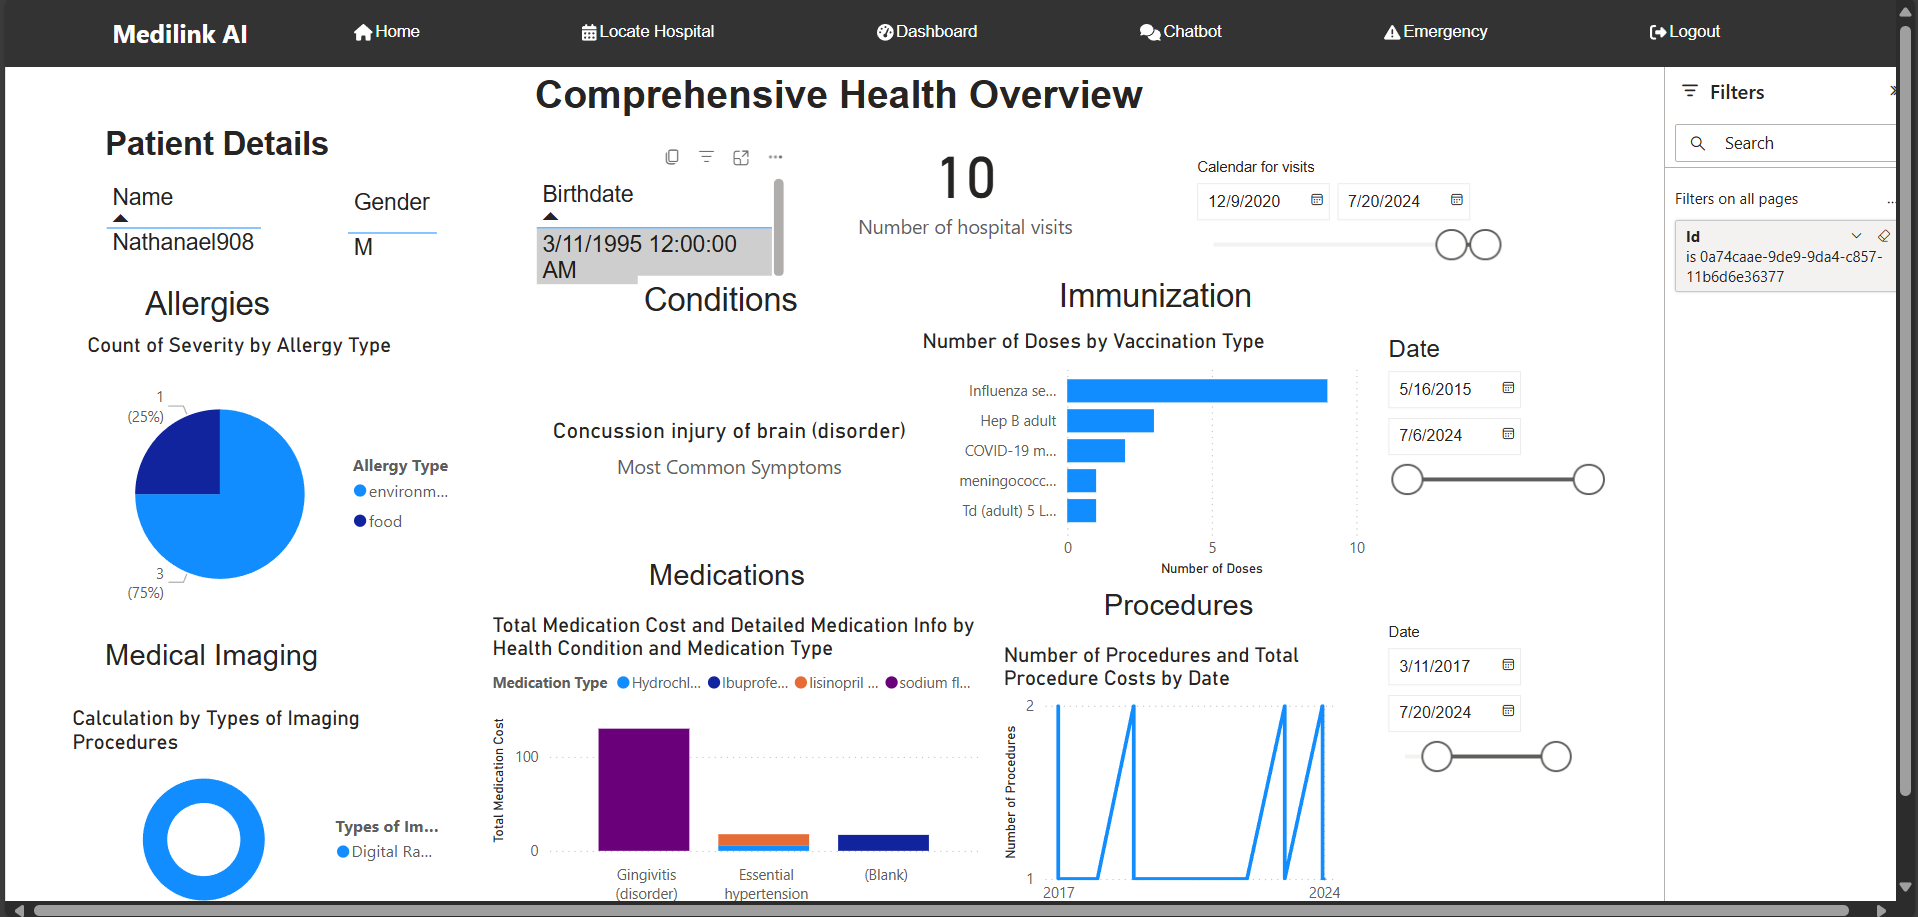 Medilink AI
Home
Locate Hospital
Dashboard
Chatbot
Emergency
Logout
Comprehensive Health Overview
Patient Details
Name
Nathanael908
Gender
M
Birthdate
3/11/1995 12:00:00
AM
10
Number of hospital visits
Calendar for visits
12/9/2020
7/20/2024
Filters
Search
Filters on all pages
...
Id
is 0a74caae-9de9-9da4-c857-
11b6d6e36377
Allergies
Count of Severity by Allergy Type
1
(25%)
3
(75%)
Allergy Type
environm...
food
Conditions
Concussion injury of brain (disorder)
Most Common Symptoms
Immunization
Number of Doses by Vaccination Type
Influenza se...
Hep B adult
COVID-19 m...
meningococc...
Td (adult) 5 L...
0
5
10
Number of Doses
Date
5/16/2015
7/6/2024
Medical Imaging
Calculation by Types of Imaging
Procedures
Types of Im...
Digital Ra...
Medications
Total Medication Cost and Detailed Medication Info by
Health Condition and Medication Type
Medication Type
Hydrochl...
Ibuprofe...
lisinopril ...
sodium fl...
Total Medication Cost
100
0
Gingivitis
(disorder)
Essential
hypertension
(Blank)
Procedures
Number of Procedures and Total
Procedure Costs by Date
Number of Procedures
2
1
2017
2024
Date
3/11/2017
7/20/2024